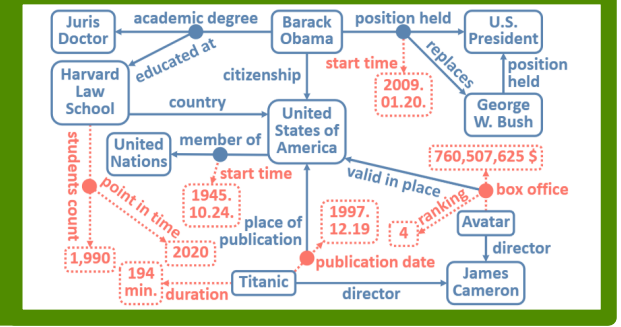 Juris
Doctor
academic degree
Barack
Obama
position held
U.S.
President
educated at
replaces
Harvard
Law
School
citizenship
start time
position
held
2009.
01.20.
country
George
W. Bush
United
States of
America
United
Nations
member of
start time
760,507,625 $
valid in place
box office
students count
point in time
1945.
10.24.
ranking
4
Avatar
place of
publication
1997.
12.19
director
1,990
2020
publication date
194
min.
duration
Titanic
director
James
Cameron